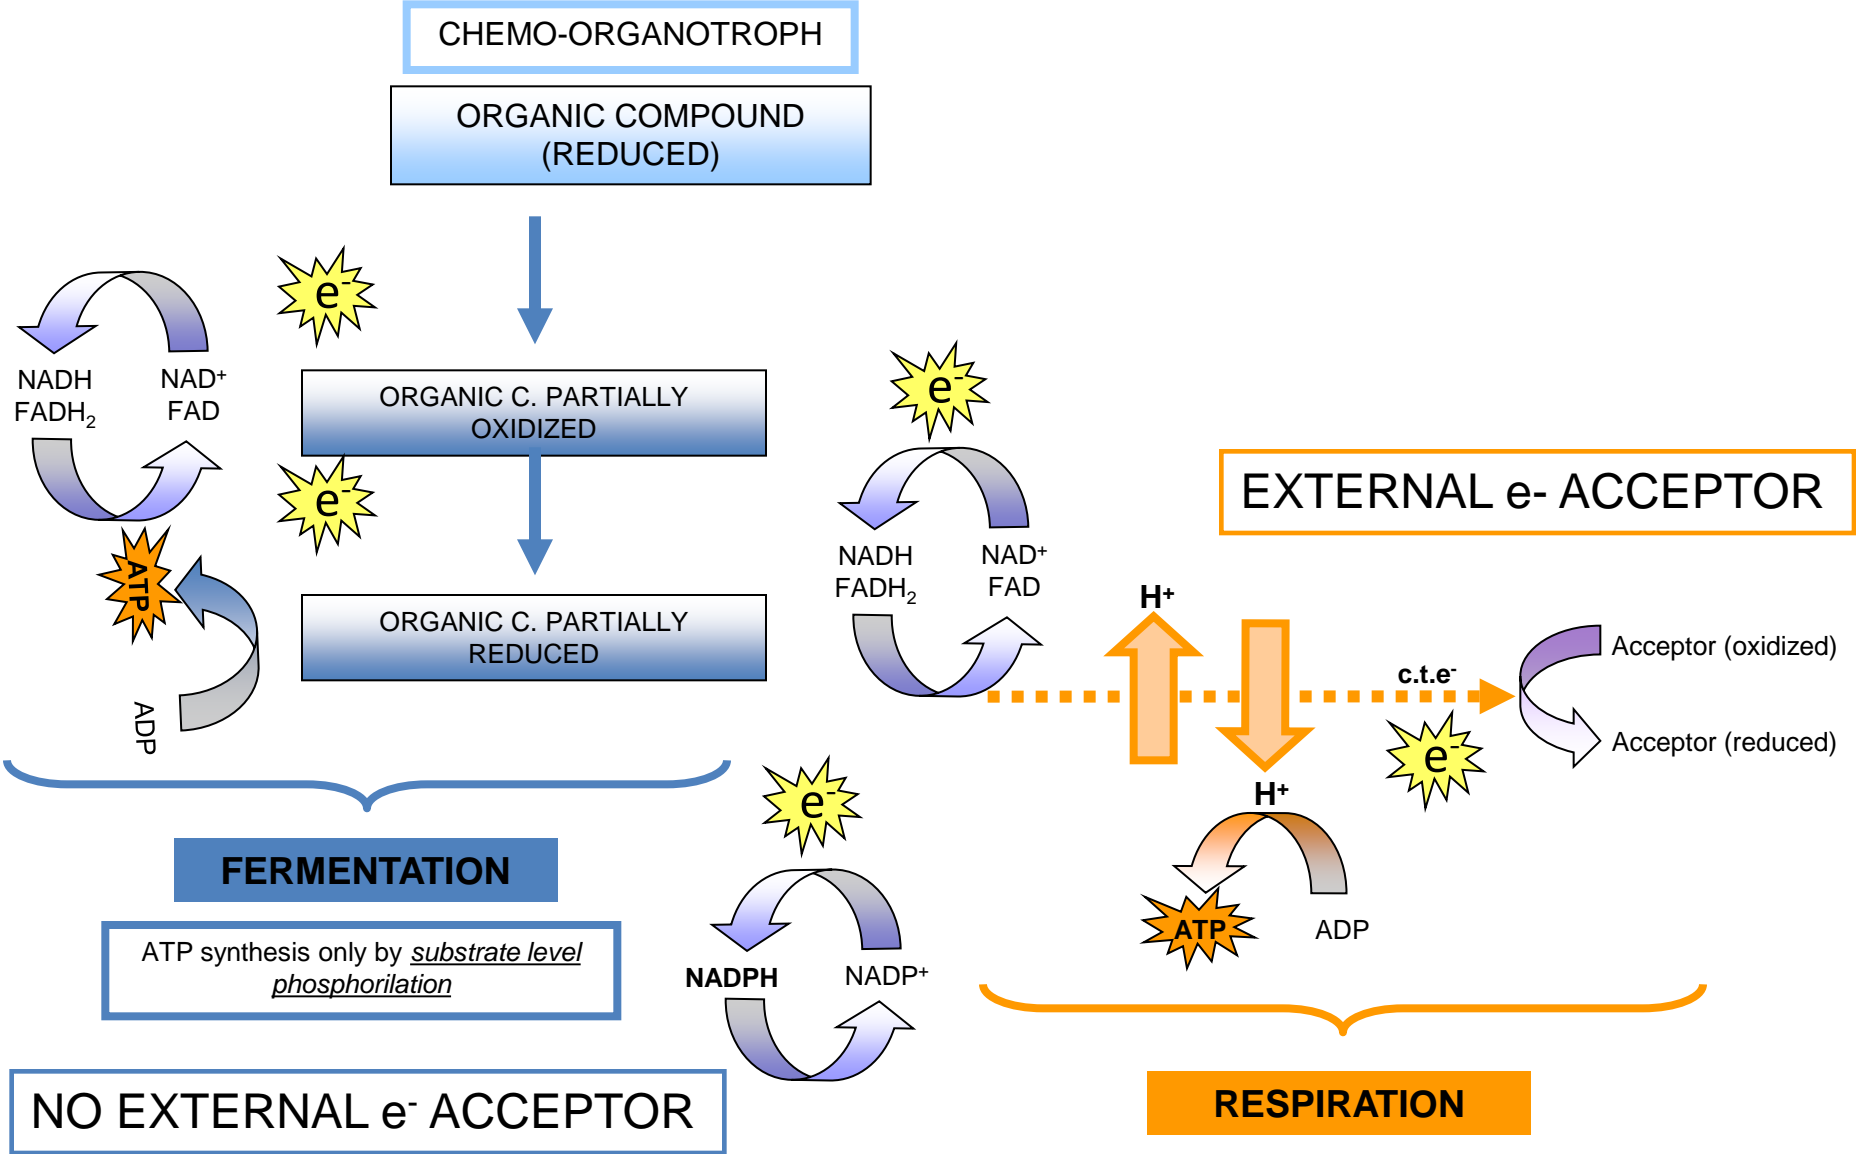 CHEMO-ORGANOTROPH
ORGANIC COMPOUND
(REDUCED)
e-
NADH
FADH2
NAD+
FAD
ORGANIC C. PARTIALLY
OXIDIZED
e-
ATP
ADP
ORGANIC C. PARTIALLY
REDUCED
FERMENTATION
ATP synthesis only by substrate level
phosphorilation
NO EXTERNAL e- ACCEPTOR
e-
NADPH
NADP+
e-
NADH
FADH2
NAD+
FAD
EXTERNAL e- ACCEPTOR
H+
c.t.e-
Acceptor (oxidized)
Acceptor (reduced)
e-
H+
ATP
ADP
RESPIRATION